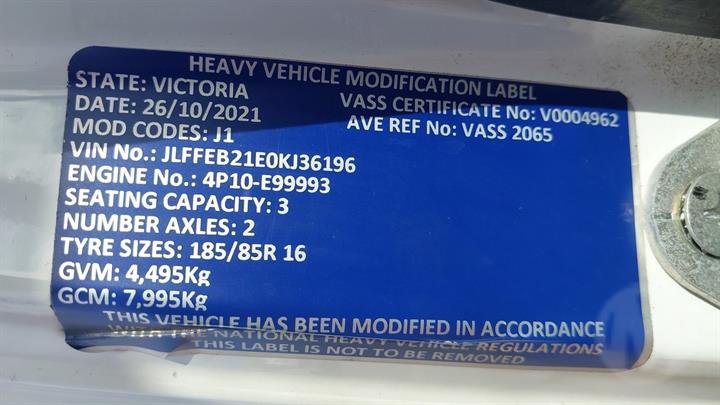 HEAVY VEHICLE MODIFICATION LABEL
STATE: VICTORIA
VASS CERTIFICATE No: V0004962
DATE: 26/10/2021
AVE REF No: VASS 2065
MOD CODES: J1
VIN No.: JLFFEB21E0KJ36196
ENGINE No.: 4P10-E99993
SEATING CAPACITY: 3
NUMBER AXLES: 2
TYRE SIZES: 185/85R 16
GVM: 4,495Kg
GCM: 7,995Kg
THIS VEHICLE HAS BEEN MODIFIED IN ACCORDANCE
WITH THE NATIONAL HEAVY VEHICLE REGULATIONS
THIS LABEL IS NOT TO BE REMOVED